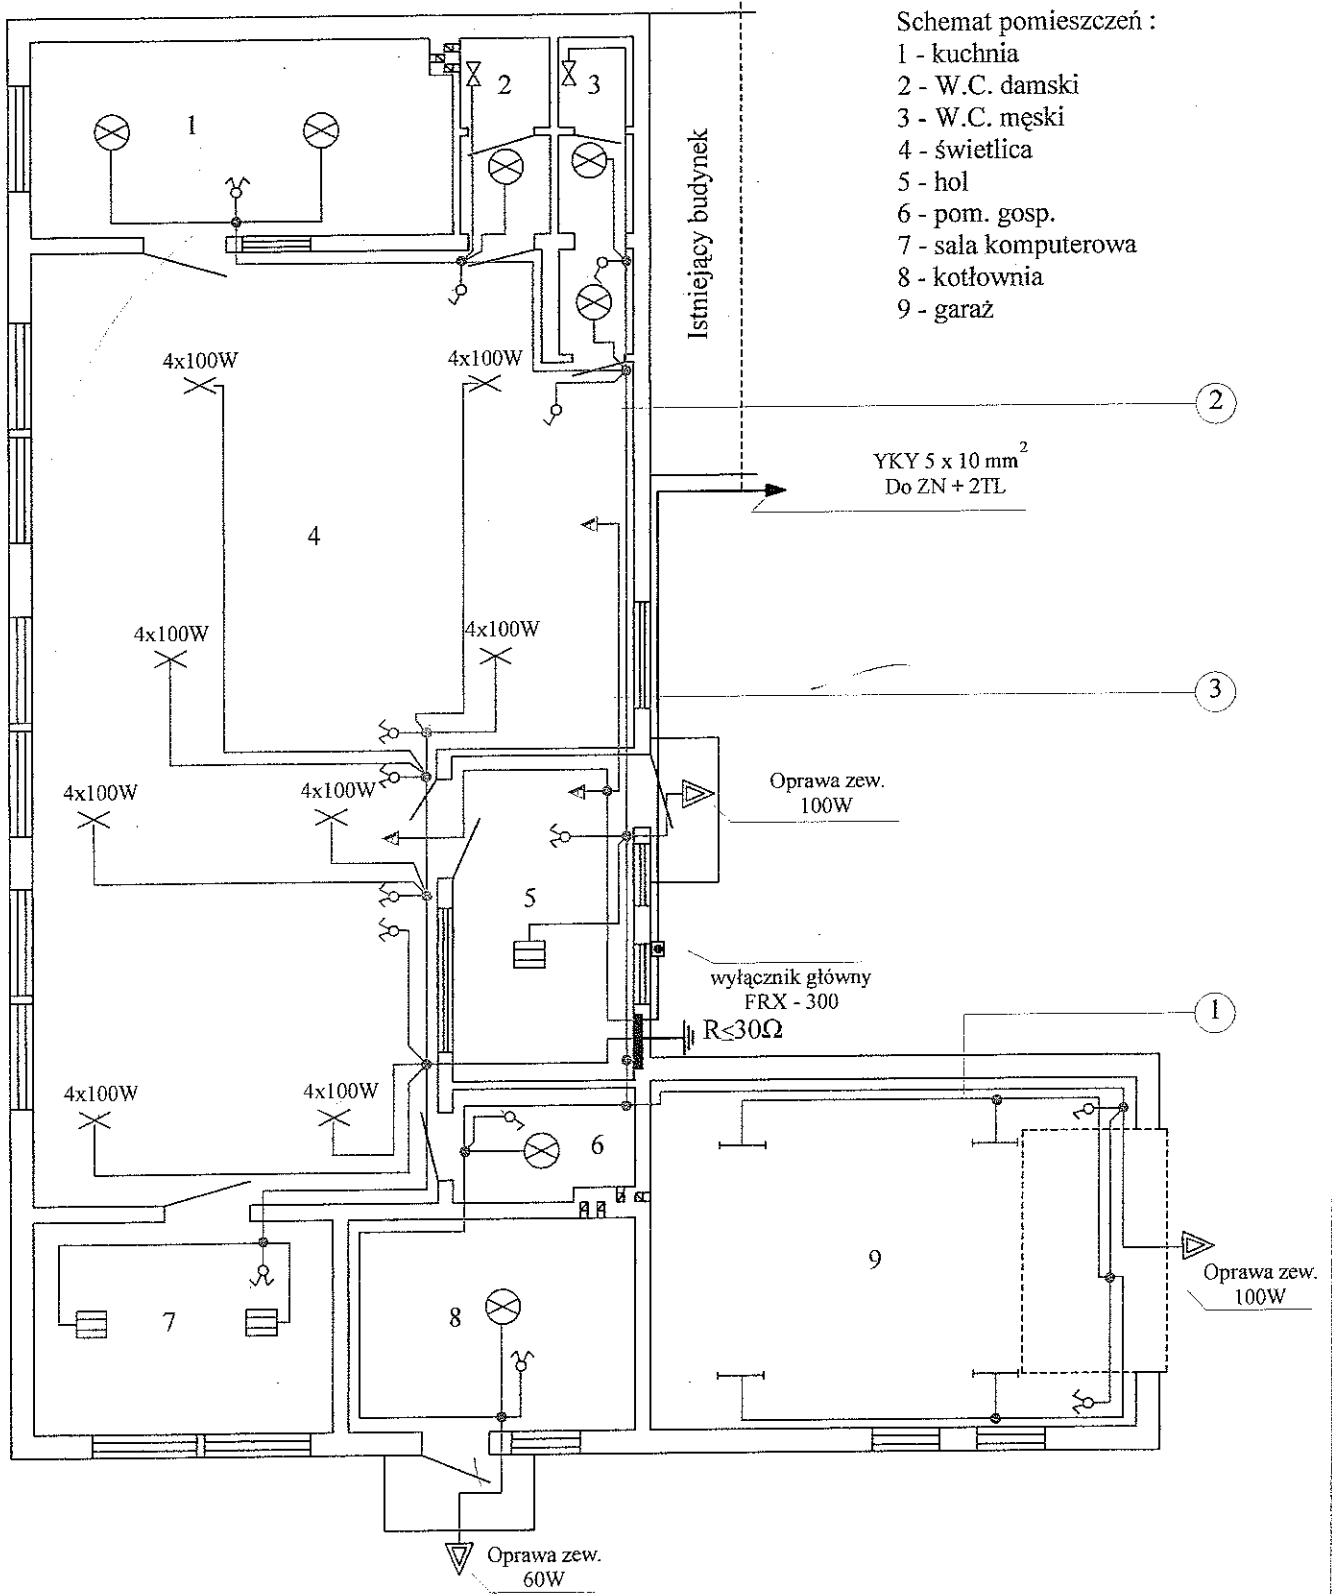 Schemat pomieszczeń :
1 - kuchnia
2 - W.C. damski
3 - W.C. męski
4 - świetlica
5 - hol
6 - pom. gosp.
7 - sala komputerowa
8 - kotłownia
9 - garaż
1
2
3
Istniejący budynek
4x100W
4x100W
2
YKY 5 x 10 mm²
Do ZN + 2TL
4
4x100W
4x100W
3
4x100W
4x100W
Oprawa zew.
100W
5
wyłącznik główny
FRX - 300
R≤30Ω
1
4x100W
4x100W
6
9
Oprawa zew.
100W
7
8
Oprawa zew.
60W